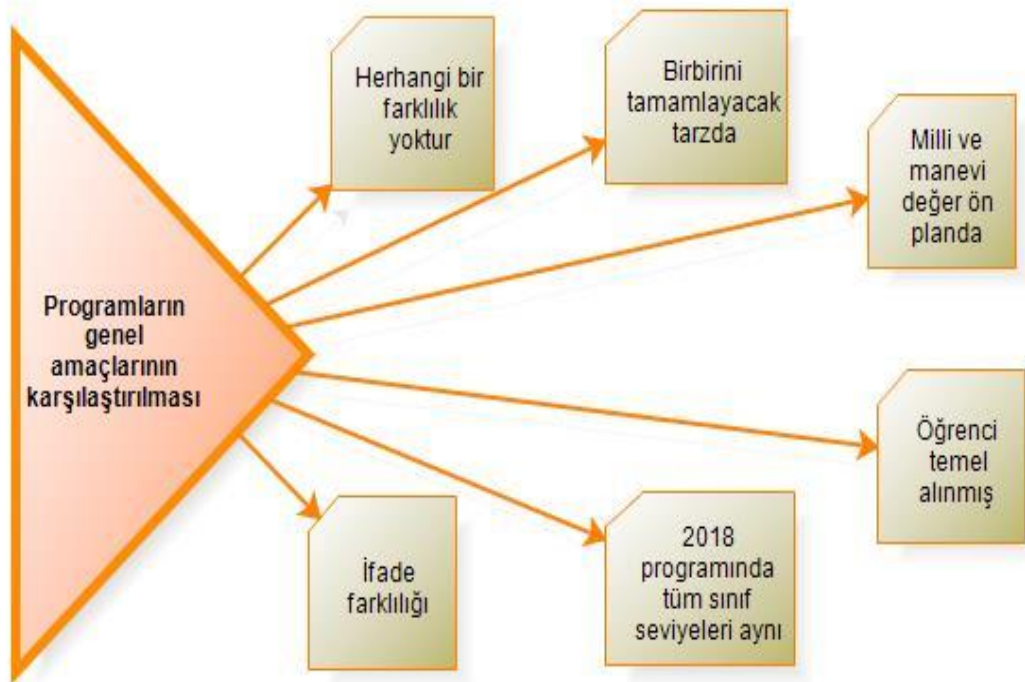 Programların
genel
amaçlarının
karşılaştırılması
Herhangi bir
farklılık
yoktur
Birbirini
tamamlayacak
tarzda
Milli ve
manevi
değer ön
planda
Öğrenci
temel
alınmış
2018
programında
tüm sınıf
seviyeleri aynı
İfade
farklılığı